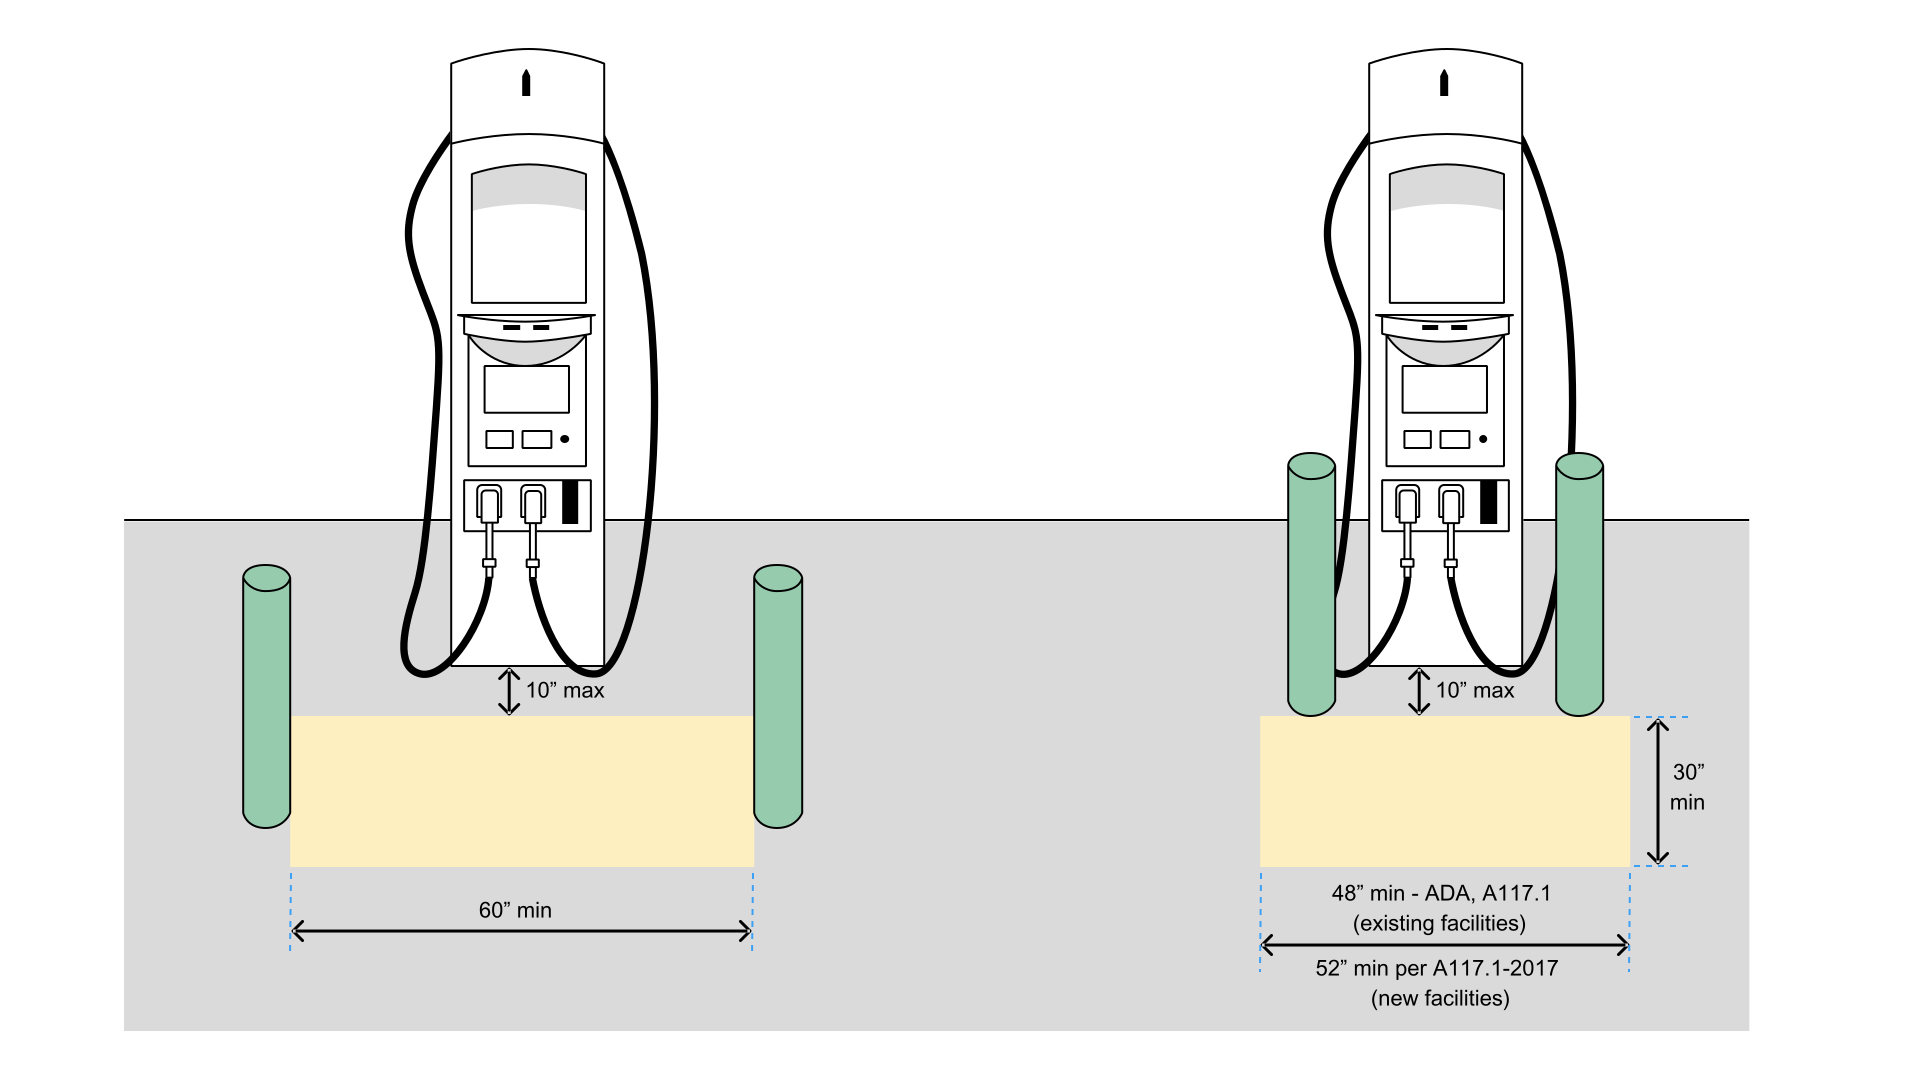 10” max
60” min
10” max
30”
min
48” min - ADA, A117.1
(existing facilities)
52” min per A117.1-2017
(new facilities)